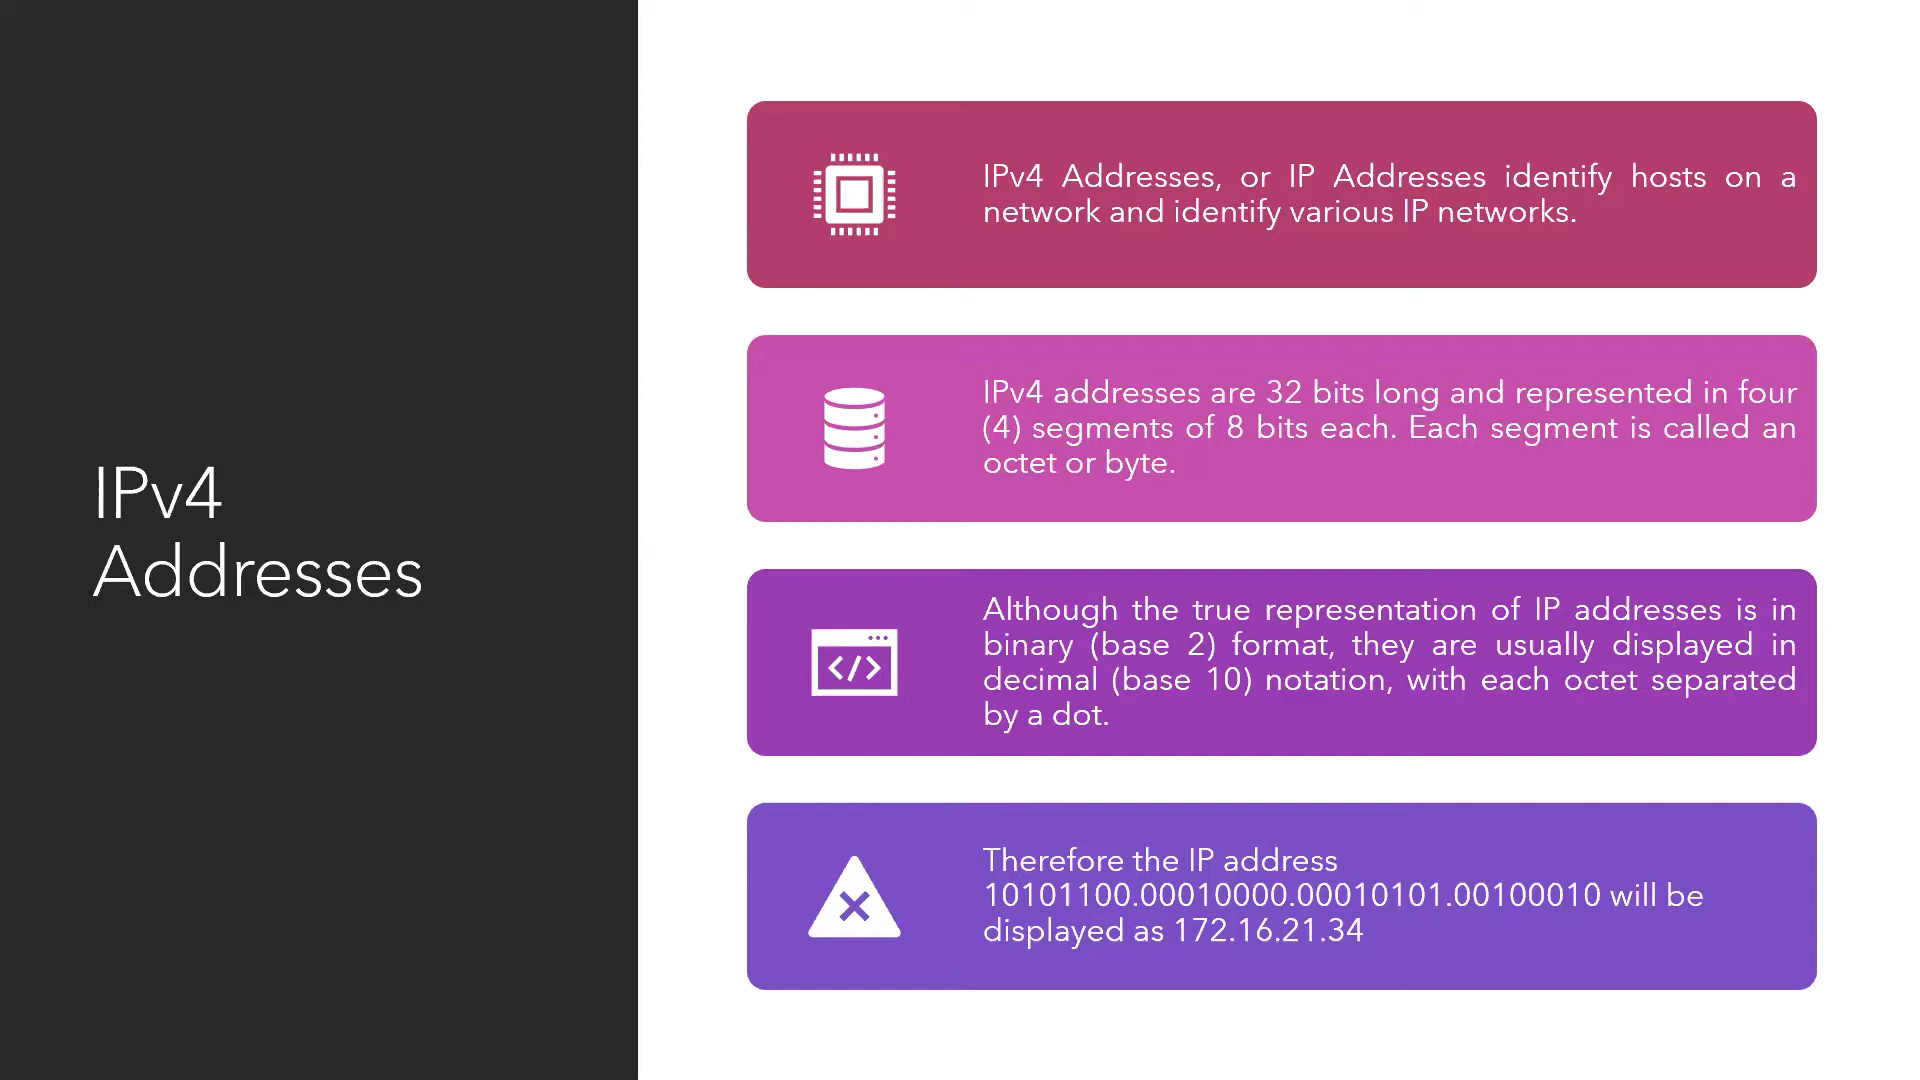 IPv4
Addresses
IPv4 Addresses, or IP Addresses identify hosts on a
network and identify various IP networks.
IPv4 addresses are 32 bits long and represented in four
(4) segments of 8 bits each. Each segment is called an
octet or byte.
Although the true representation of IP addresses is in
binary (base 2) format, they are usually displayed in
decimal (base 10) notation, with each octet separated
by a dot.
Therefore the IP address
10101100.00010000.00010101.00100010 will be
displayed as 172.16.21.34